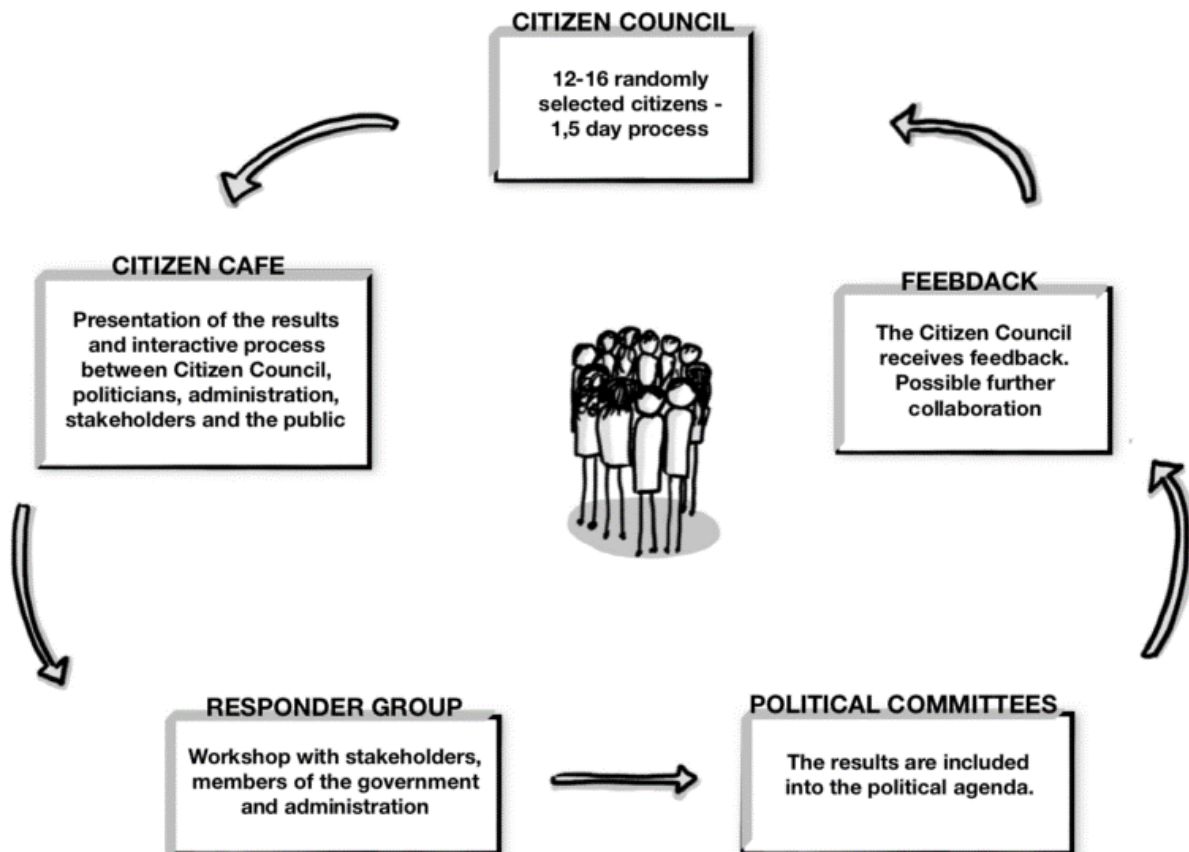 CITIZEN COUNCIL
12-16 randomly
selected citizens -
1,5 day process
CITIZEN CAFE
Presentation of the results
and interactive process
between Citizen Council,
politicians, administration,
stakeholders and the public
RESPONDER GROUP
Workshop with stakeholders,
members of the government
and administration
POLITICAL COMMITTEES
The results are included
into the political agenda.
FEEBDACK
The Citizen Council
receives feedback.
Possible further
collaboration